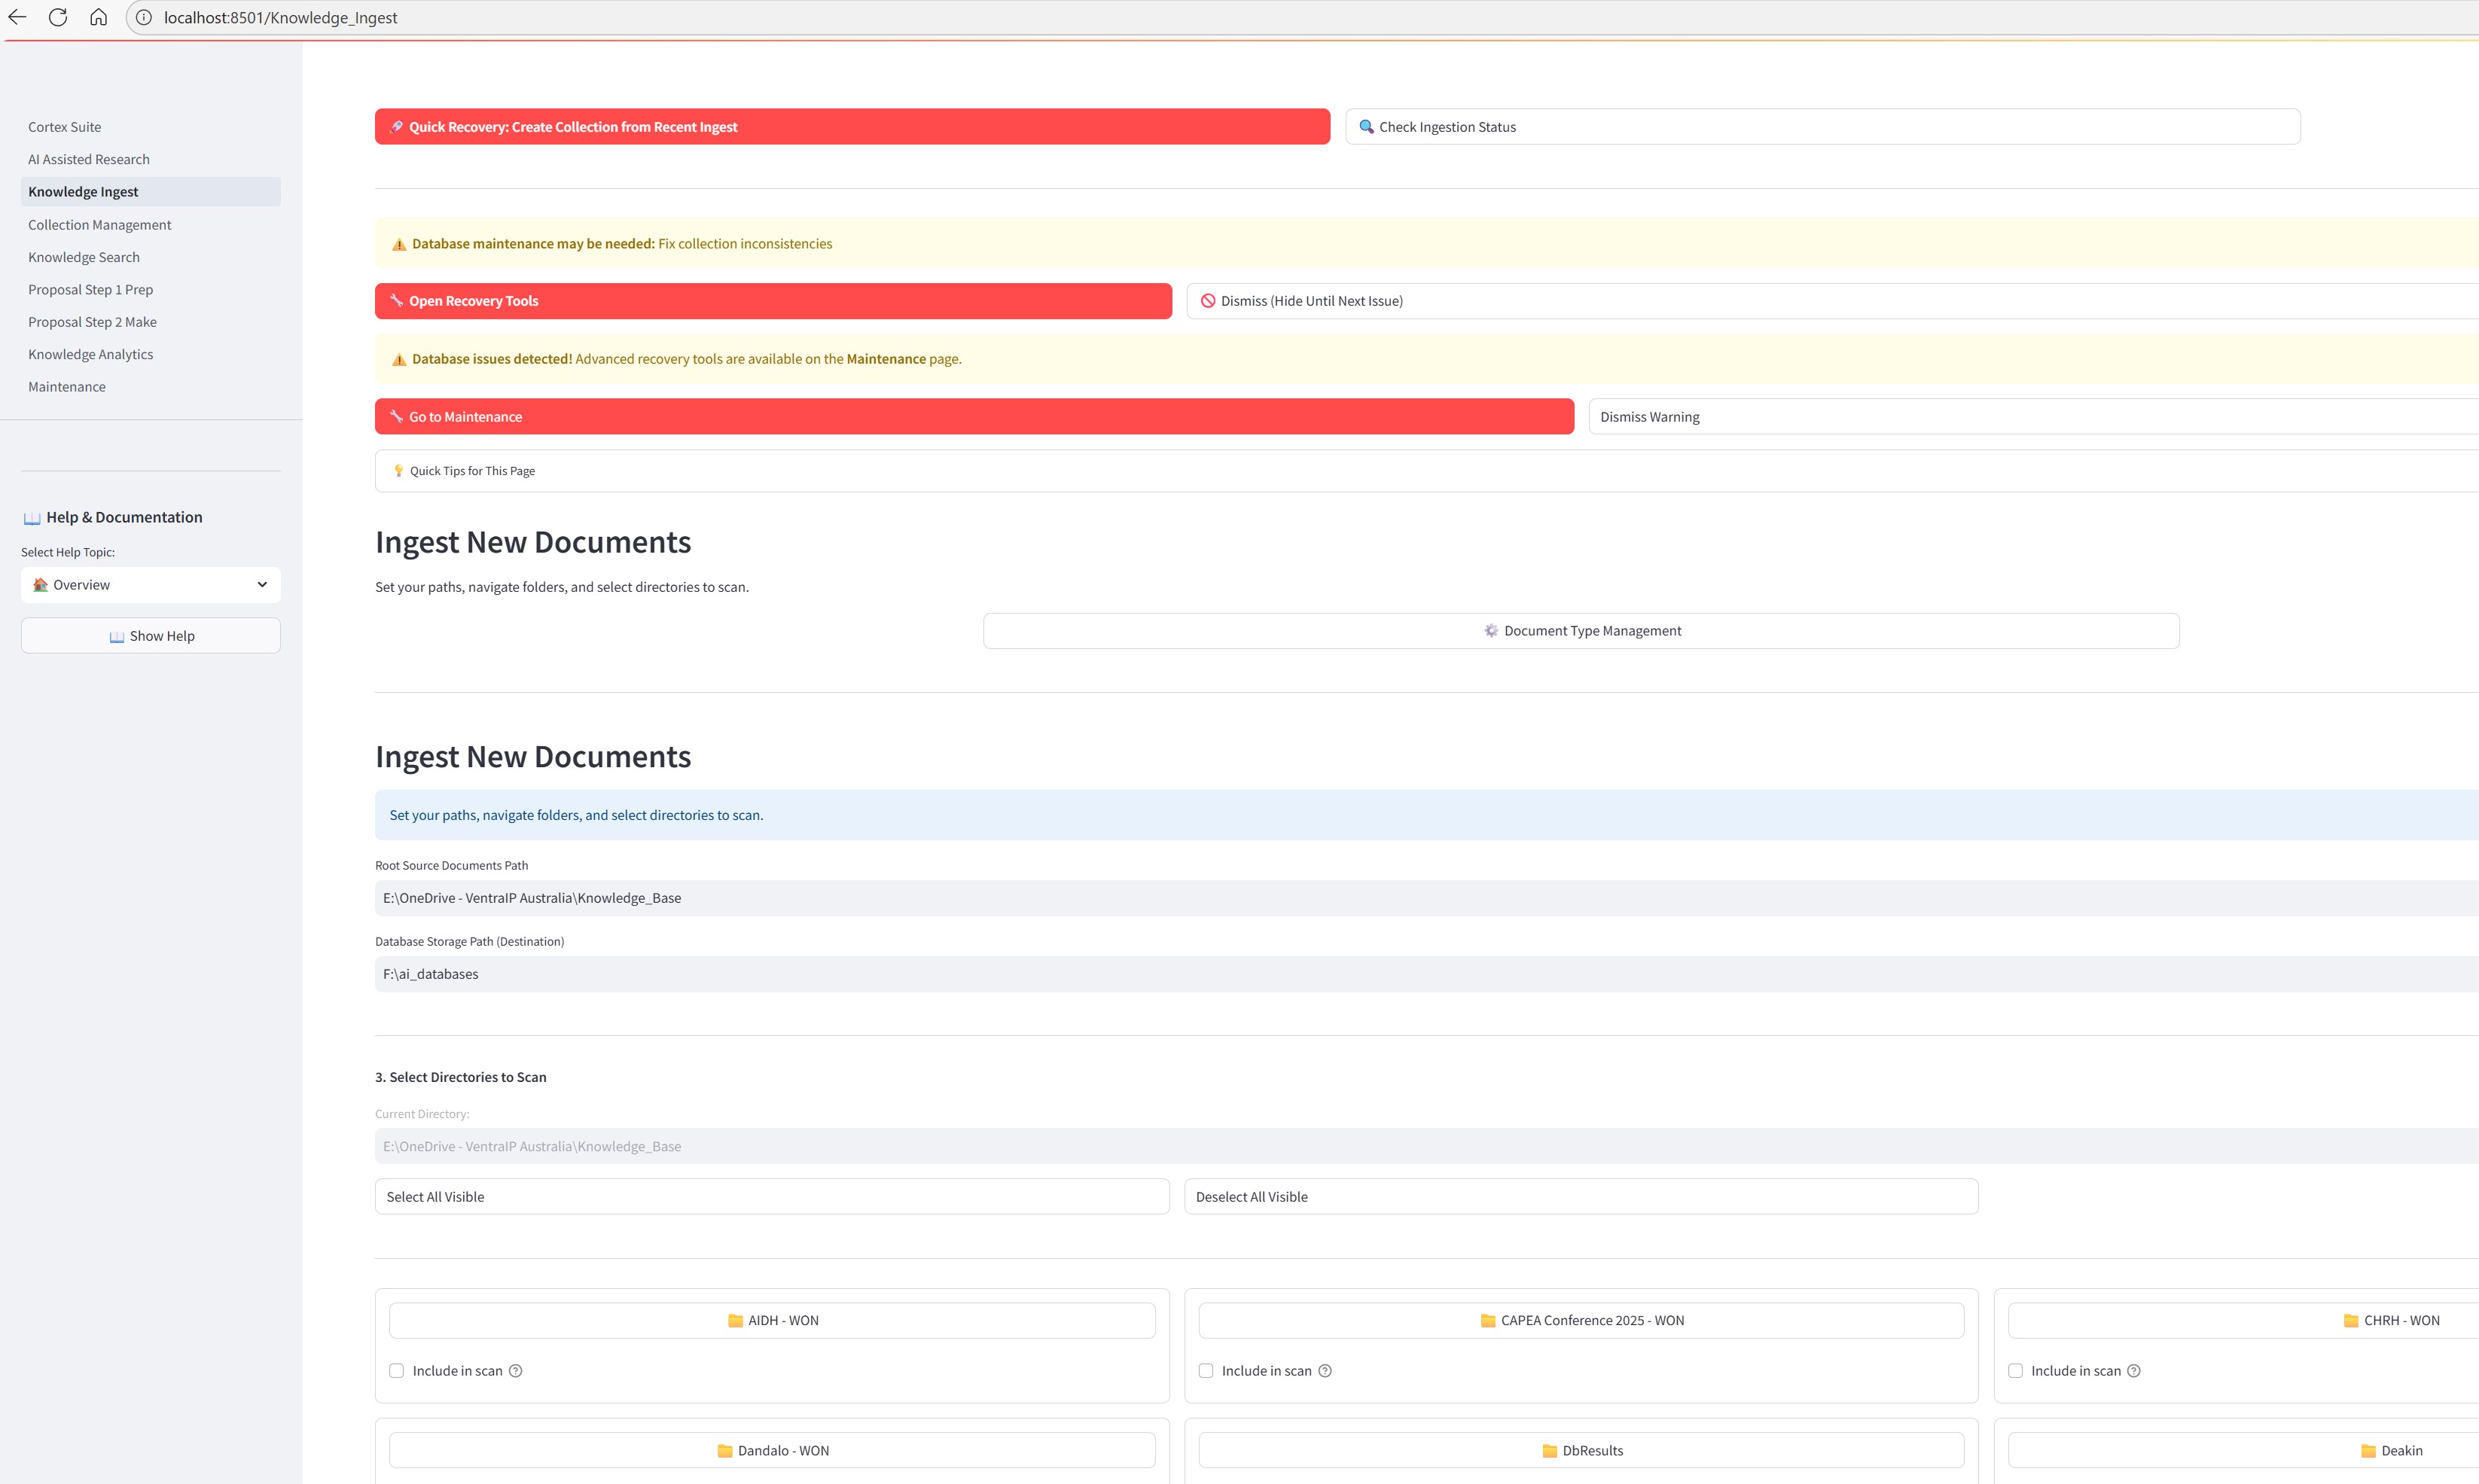 localhost:8501/Knowledge_Ingest
Cortex Suite
AI Assisted Research
Knowledge Ingest
Collection Management
Knowledge Search
Proposal Step 1 Prep
Proposal Step 2 Make
Knowledge Analytics
Maintenance
📖 Help & Documentation
Select Help Topic:
🏠 Overview
📖 Show Help
🚀 Quick Recovery: Create Collection from Recent Ingest
🔍 Check Ingestion Status
⚠️ Database maintenance may be needed: Fix collection inconsistencies
🔧 Open Recovery Tools
🚫 Dismiss (Hide Until Next Issue)
⚠️ Database issues detected! Advanced recovery tools are available on the Maintenance page.
🔧 Go to Maintenance
Dismiss Warning
💡 Quick Tips for This Page
Ingest New Documents
Set your paths, navigate folders, and select directories to scan.
⚙️ Document Type Management
Ingest New Documents
Set your paths, navigate folders, and select directories to scan.
Root Source Documents Path
E:\OneDrive - VentraIP Australia\Knowledge_Base
Database Storage Path (Destination)
F:\ai_databases
3. Select Directories to Scan
Current Directory:
E:\OneDrive - VentraIP Australia\Knowledge_Base
Select All Visible
Deselect All Visible
📁 AIDH - WON
📁 CAPEA Conference 2025 - WON
📁 CHRH - WON
Include in scan
Include in scan
Include in scan
📁 Dandalo - WON
📁 DbResults
📁 Deakin